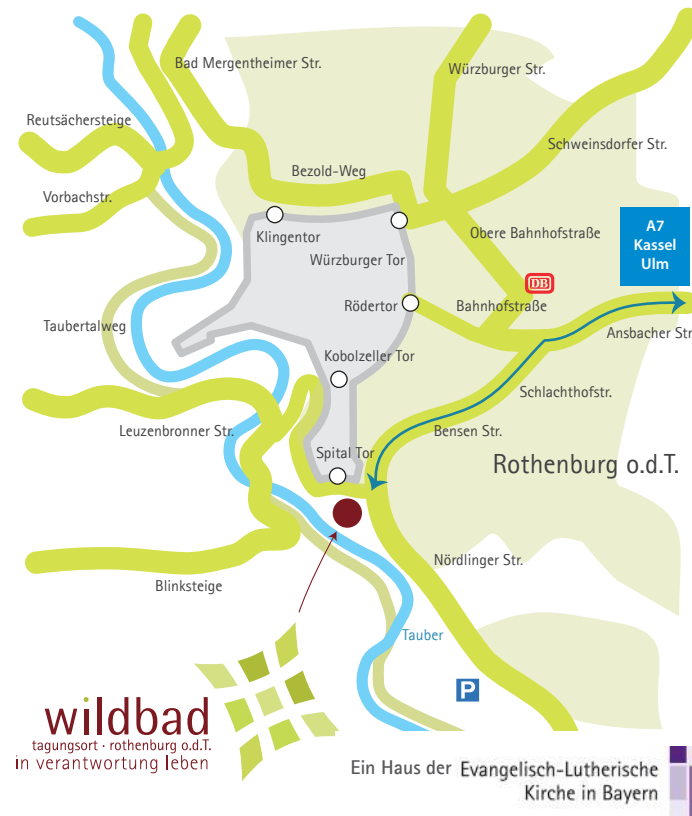 Bad Mergentheimer Str.
Würzburger Str.
Reutsächersteige
Schweinsdorfer Str.
Bezold-Weg
Vorbachstr.
A7
Kassel
Ulm
Klingentor
Obere Bahnhofstraße
Würzburger Tor
DB
Rödertor
Bahnhofstraße
Taubertalweg
Ansbacher Str
Kobolzeller Tor
Schlachthofstr.
Leuzenbronner Str.
Bensen Str.
Spital Tor
Rothenburg o.d.T.
Nördlinger Str.
Blinksteige
Tauber
P
wildbad
tagungsort · rothenburg o.d.T.
in verantwortung leben
Ein Haus der Evangelisch-Lutherische
Kirche in Bayern